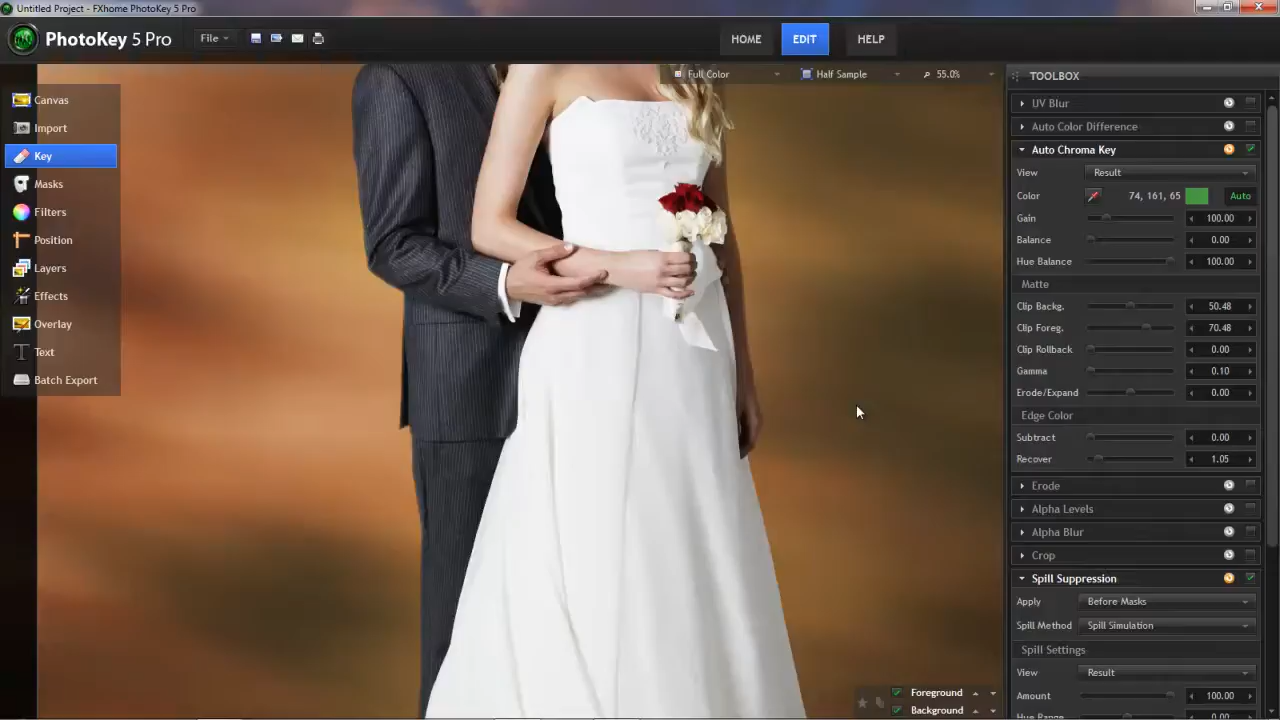 Untitled Project - FXhome PhotoKey 5 Pro
PhotoKey 5 Pro
File
HOME
EDIT
HELP
Full Color
Half Sample
55.0%
Canvas
Import
Key
Masks
Filters
Position
Layers
Effects
Overlay
Text
Batch Export
TOOLBOX
UV Blur
Auto Color Difference
Auto Chroma Key
View Result
Color 74, 161, 65 Auto
Gain 100.00
Balance 0.00
Hue Balance 100.00
Matte
Clip Backg. 50.48
Clip Foreg. 70.48
Clip Rollback 0.00
Gamma 0.10
Erode/Expand 0.00
Edge Color
Subtract 0.00
Recover 1.05
Erode
Alpha Levels
Alpha Blur
Crop
Spill Suppression
Apply Before Masks
Spill Method Spill Simulation
Spill Settings
View Result
Amount 100.00
Hue Range 0.00
Foreground
Background